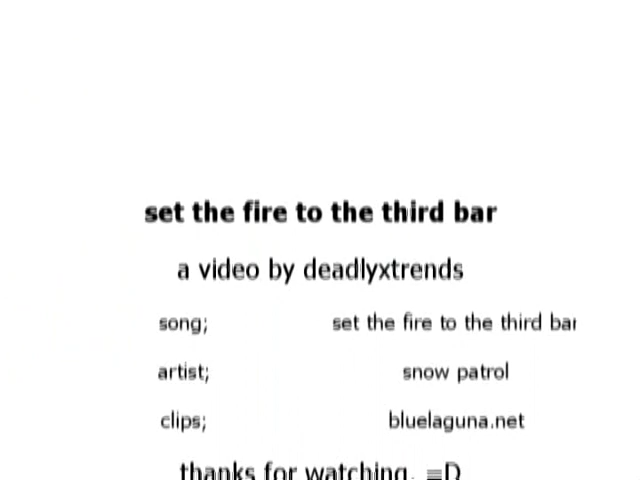 set the fire to the third bar
a video by deadlyxtrends
song; set the fire to the third bar
artist; snow patrol
clips; bluelaguna.net
thanks for watching. =D